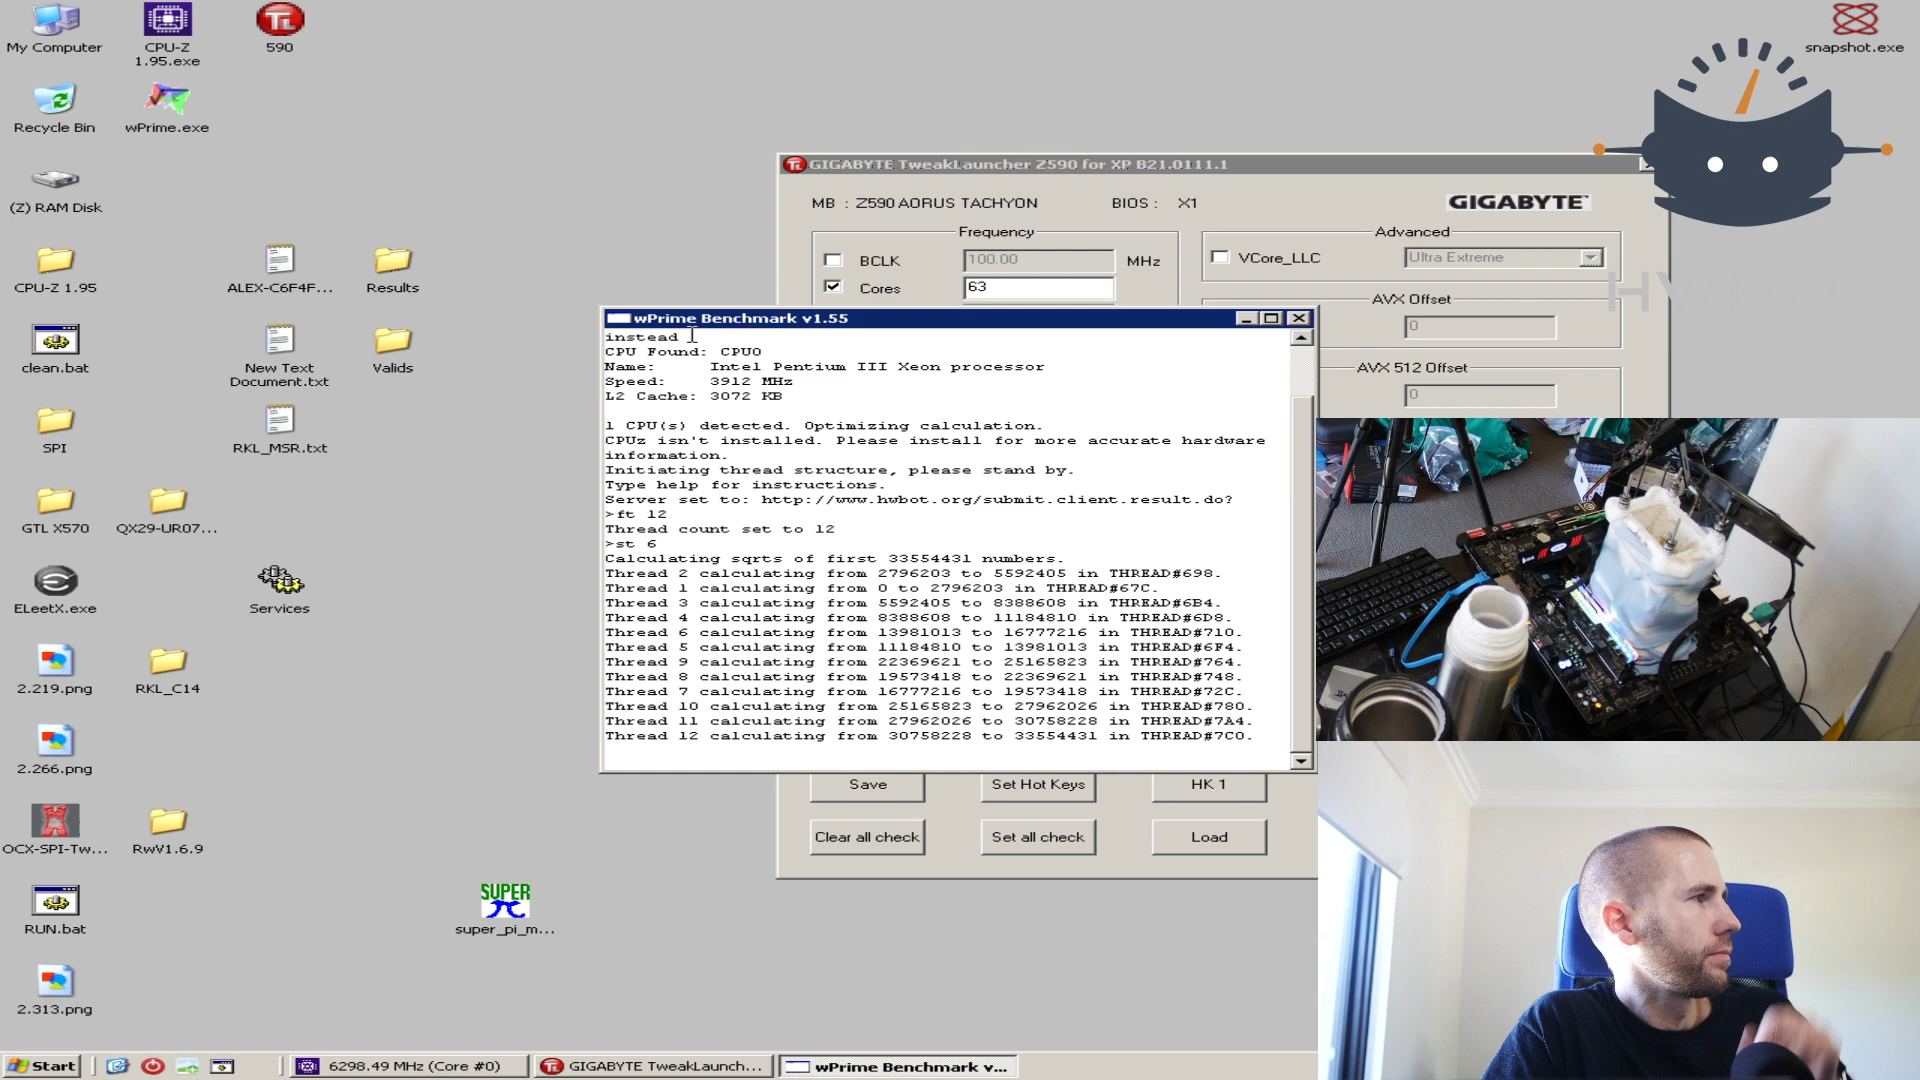 My Computer
CPU-Z
1.95.exe
590
snapshot.exe
Recycle Bin
wPrime.exe
(Z) RAM Disk
CPU-Z 1.95
ALEX-C6F4F...
Results
clean.bat
New Text
Document.txt
Valids
SPI
RKL_MSR.txt
GTL X570
QX29-UR07...
ELeetX.exe
Services
2.219.png
RKL_C14
2.266.png
OCX-SPI-Tw...
RwV1.6.9
RUN.bat
SUPER
super_pi_m...
2.313.png
GIGABYTE TweakLauncher Z590 for XP B21.0111.1
MB : Z590 AORUS TACHYON
BIOS : X1
GIGABYTE
Frequency
BCLK
100.00
MHz
Cores
63
Advanced
VCore_LLC
Ultra Extreme
AVX Offset
0
AVX 512 Offset
0
wPrime Benchmark v1.55
instead
CPU Found: CPU0
Name: Intel Pentium III Xeon processor
Speed: 3912 MHz
L2 Cache: 3072 KB
1 CPU(s) detected. Optimizing calculation.
CPUz isn't installed. Please install for more accurate hardware
information.
Initiating thread structure, please stand by.
Type help for instructions.
Server set to: http://www.hwbot.org/submit.client.result.do?
>ft 12
Thread count set to 12
>st 6
Calculating sqrts of first 33554431 numbers.
Thread 2 calculating from 2796203 to 5592405 in THREAD#698.
Thread 1 calculating from 0 to 2796203 in THREAD#67C.
Thread 3 calculating from 5592405 to 8388608 in THREAD#6B4.
Thread 4 calculating from 8388608 to 11184810 in THREAD#6D8.
Thread 6 calculating from 13981013 to 16777216 in THREAD#710.
Thread 5 calculating from 11184810 to 13981013 in THREAD#6F4.
Thread 9 calculating from 22369621 to 25165823 in THREAD#764.
Thread 8 calculating from 19573418 to 22369621 in THREAD#748.
Thread 7 calculating from 16777216 to 19573418 in THREAD#72C.
Thread 10 calculating from 25165823 to 27962026 in THREAD#780.
Thread 11 calculating from 27962026 to 30758228 in THREAD#7A4.
Thread 12 calculating from 30758228 to 33554431 in THREAD#7C0.
Save
Set Hot Keys
HK 1
Clear all check
Set all check
Load
Start
6298.49 MHz (Core #0)
GIGABYTE TweakLaunch...
wPrime Benchmark v...